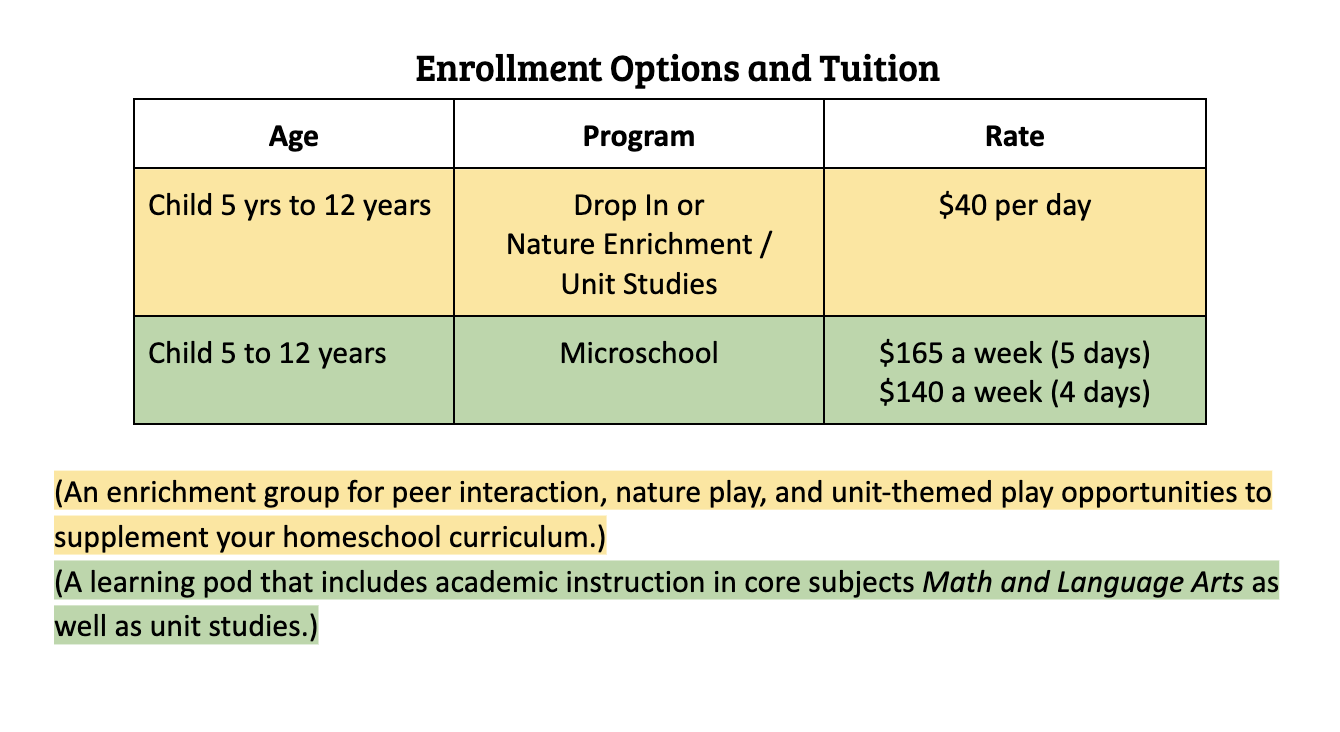 Enrollment Options and Tuition
Age Program Rate
Child 5 yrs to 12 years
Drop In or
Nature Enrichment /
Unit Studies
$40 per day
Child 5 to 12 years
Microschool
$165 a week (5 days)
$140 a week (4 days)
(An enrichment group for peer interaction, nature play, and unit-themed play opportunities to
supplement your homeschool curriculum.)
(A learning pod that includes academic instruction in core subjects Math and Language Arts as
well as unit studies.)